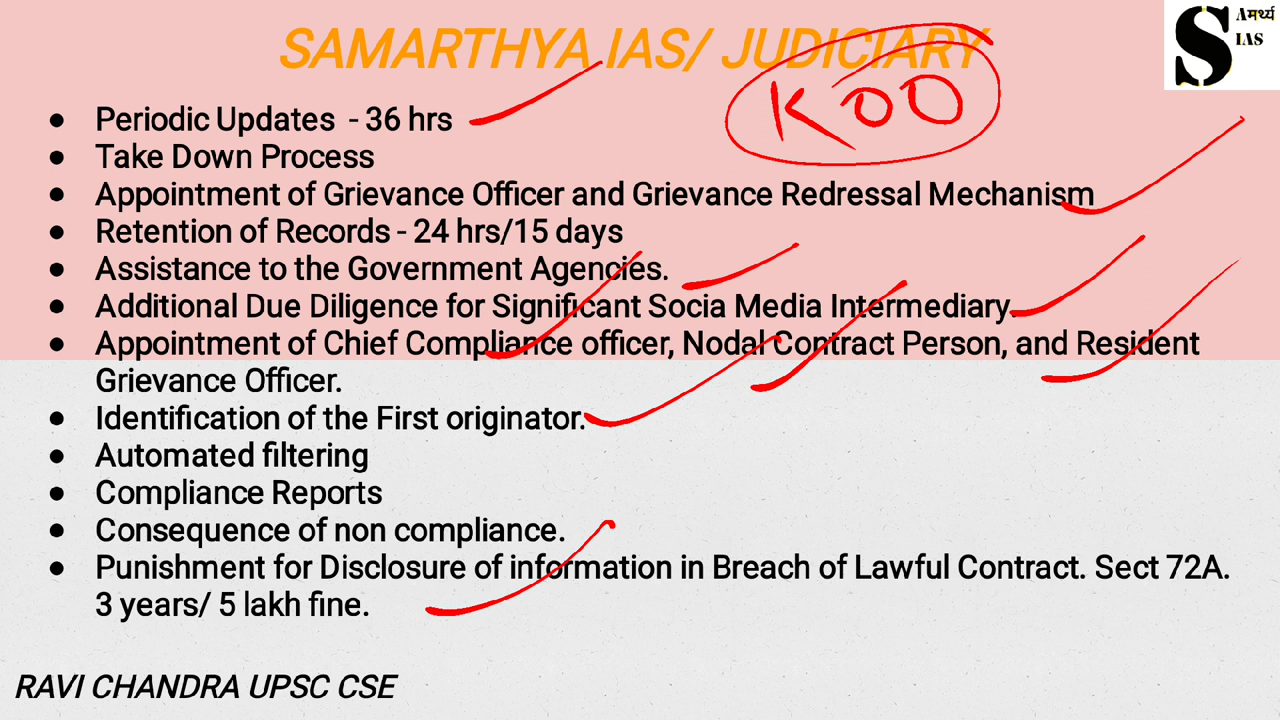 SAMARTHYA IAS/ JUDICIARY
Aमर्थ्य
IAS
S
KOO
● Periodic Updates - 36 hrs
● Take Down Process
● Appointment of Grievance Officer and Grievance Redressal Mechanism
● Retention of Records - 24 hrs/15 days
● Assistance to the Government Agencies.
● Additional Due Diligence for Significant Socia Media Intermediary.
● Appointment of Chief Compliance officer, Nodal Contract Person, and Resident
Grievance Officer.
● Identification of the First originator.
● Automated filtering
● Compliance Reports
● Consequence of non compliance.
● Punishment for Disclosure of information in Breach of Lawful Contract. Sect 72A.
3 years/ 5 lakh fine.
RAVI CHANDRA UPSC CSE